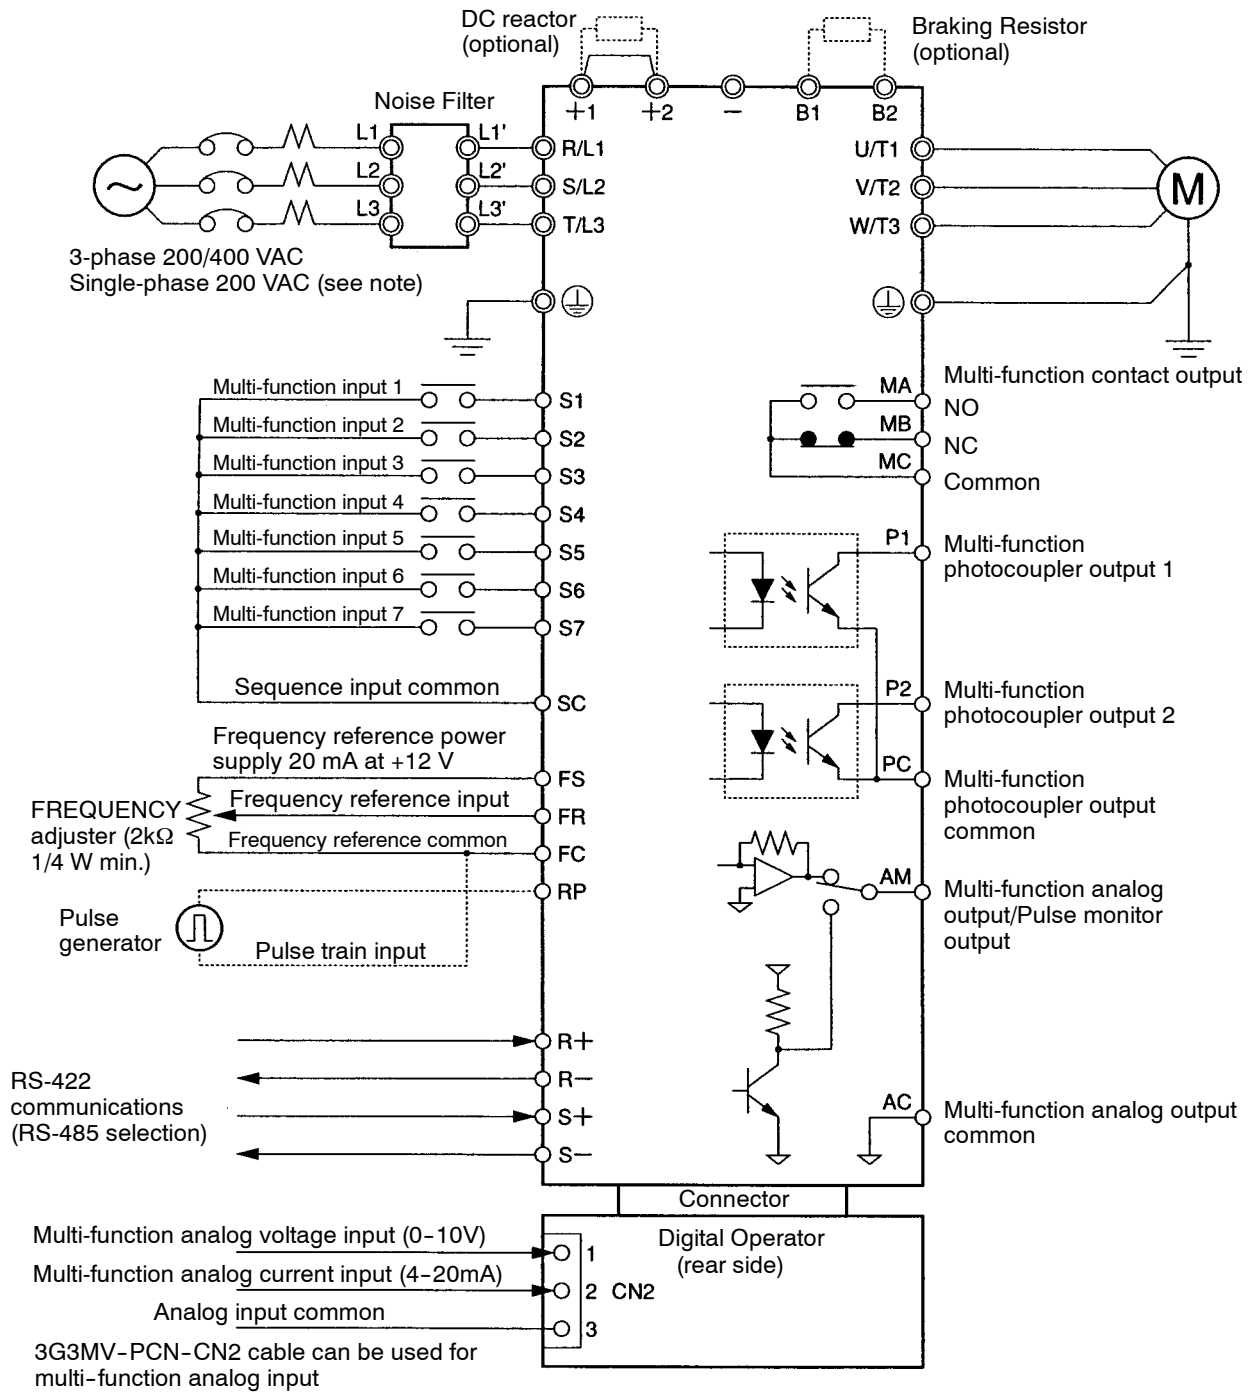 DC reactor
(optional)
Braking Resistor
(optional)
+1
+2
−
B1
B2
Noise Filter
L1
L1'
R/L1
U/T1
L2
L2'
S/L2
V/T2
M
L3
L3'
T/L3
W/T3
3-phase 200/400 VAC
Single-phase 200 VAC (see note)
Multi-function input 1
S1
Multi-function input 2
S2
Multi-function input 3
S3
Multi-function input 4
S4
Multi-function input 5
S5
Multi-function input 6
S6
Multi-function input 7
S7
Sequence input common
SC
Multi-function contact output
MA
NO
MB
NC
MC
Common
P1
Multi-function
photocoupler output 1
P2
Multi-function
photocoupler output 2
PC
Multi-function
photocoupler output
common
Frequency reference power
supply 20 mA at +12 V
FS
FREQUENCY
adjuster (2kΩ
1/4 W min.)
Frequency reference input
FR
Frequency reference common
FC
RP
Pulse
generator
Pulse train input
AM
Multi-function analog
output/Pulse monitor
output
R+
R−
S+
S−
RS-422
communications
(RS-485 selection)
AC
Multi-function analog output
common
Connector
Digital Operator
(rear side)
Multi-function analog voltage input (0-10V)
1
Multi-function analog current input (4-20mA)
2
CN2
Analog input common
3
3G3MV-PCN-CN2 cable can be used for
multi-function analog input